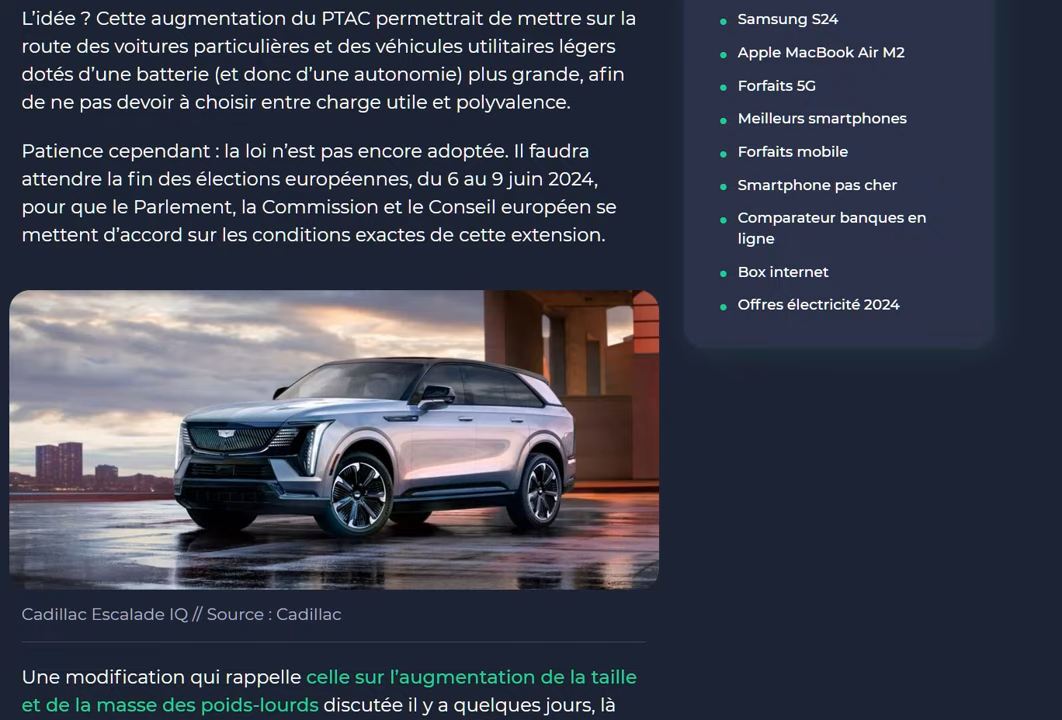 L’idée ? Cette augmentation du PTAC permettrait de mettre sur la
route des voitures particulières et des véhicules utilitaires légers
dotés d’une batterie (et donc d’une autonomie) plus grande, afin
de ne pas devoir à choisir entre charge utile et polyvalence.
Patience cependant : la loi n’est pas encore adoptée. Il faudra
attendre la fin des élections européennes, du 6 au 9 juin 2024,
pour que le Parlement, la Commission et le Conseil européen se
mettent d’accord sur les conditions exactes de cette extension.
Cadillac Escalade IQ // Source : Cadillac
Une modification qui rappelle celle sur l’augmentation de la taille
et de la masse des poids-lourds discutée il y a quelques jours, là
Samsung S24
Apple MacBook Air M2
Forfaits 5G
Meilleurs smartphones
Forfaits mobile
Smartphone pas cher
Comparateur banques en
ligne
Box internet
Offres électricité 2024